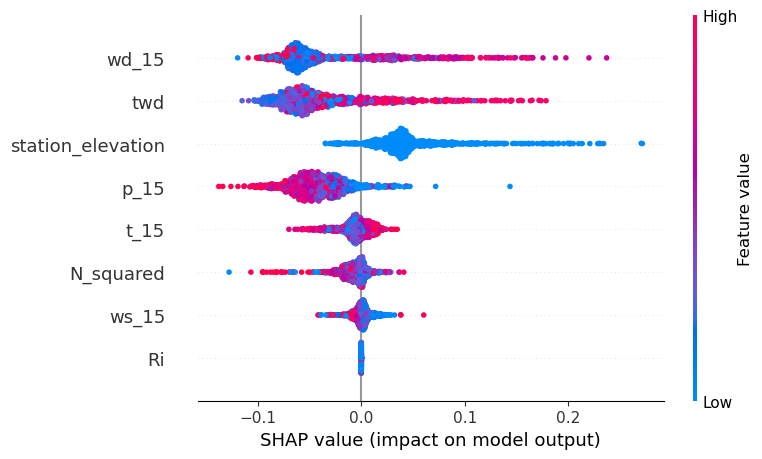 High
wd_15
twd
station_elevation
p_15
t_15
N_squared
ws_15
Ri
Feature value
Low
−0.1 0.0 0.1 0.2
SHAP value (impact on model output)